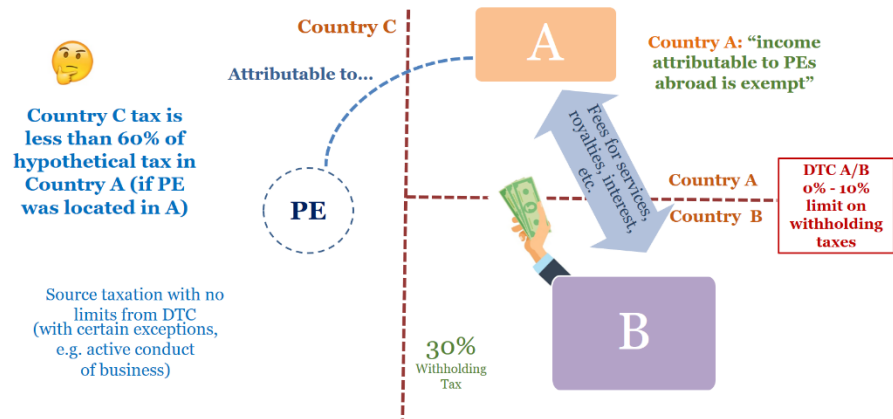 Country C
A
Country A: “income
attributable to PEs
abroad is exempt”
Attributable to...
Country C tax is
less than 60% of
hypothetical tax in
Country A (if PE
was located in A)
PE
Fees for services,
royalties, interest,
etc.
Country A
Country B
DTC A/B
0% - 10%
limit on
withholding
taxes
Source taxation with no
limits from DTC
(with certain exceptions,
e.g. active conduct
of business)
30%
Withholding
Tax
B